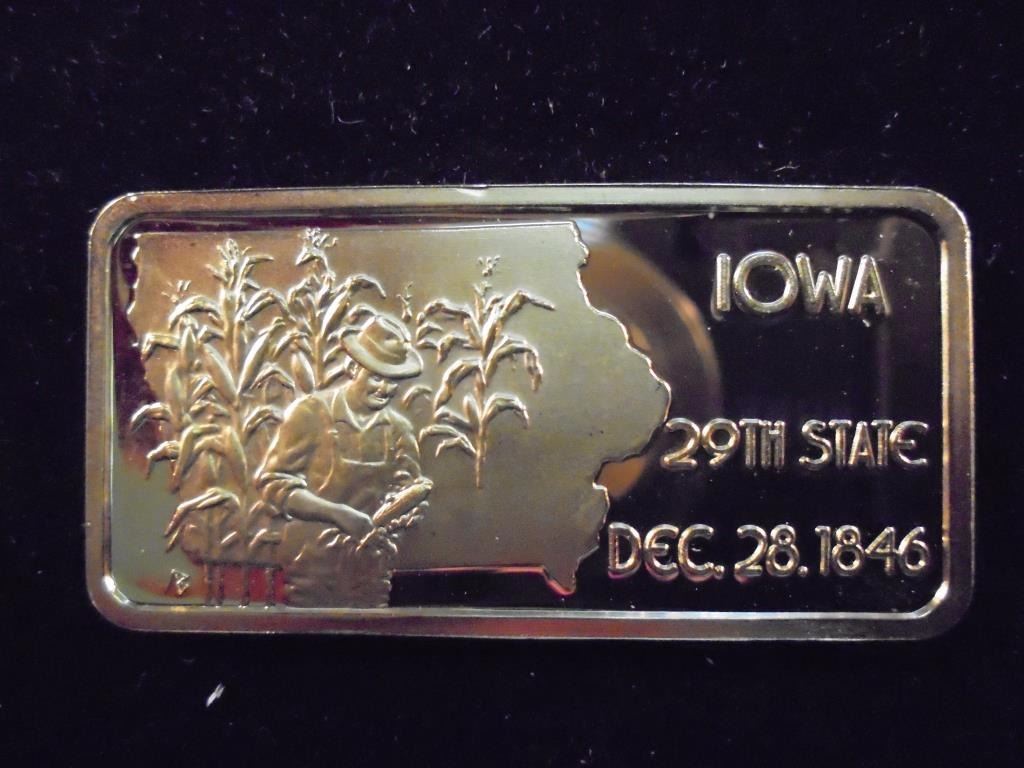 IOWA
29TH STATE
DEC. 28. 1846